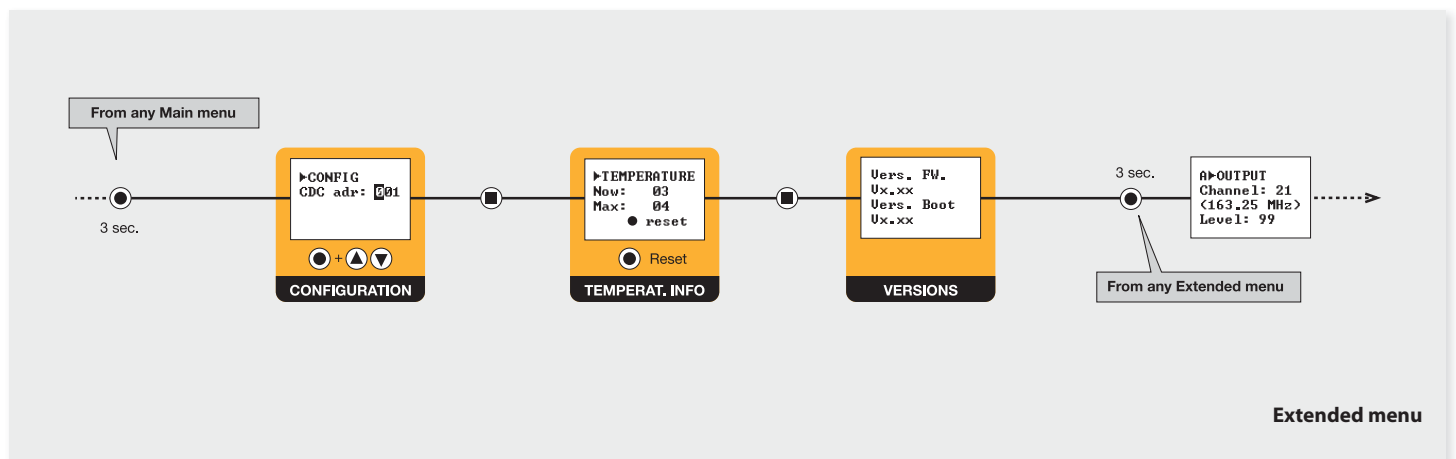 From any Main menu
3 sec.
▶CONFIG
CDC adr: 001
● + ▲ ▼
CONFIGURATION
▶TEMPERATURE
Now: 03
Max: 04
● reset
● Reset
TEMPERAT. INFO
Vers. FW.
Vx.xx
Vers. Boot
Vx.xx
VERSIONS
3 sec.
From any Extended menu
A▶OUTPUT
Channel: 21
(163.25 MHz)
Level: 99
Extended menu